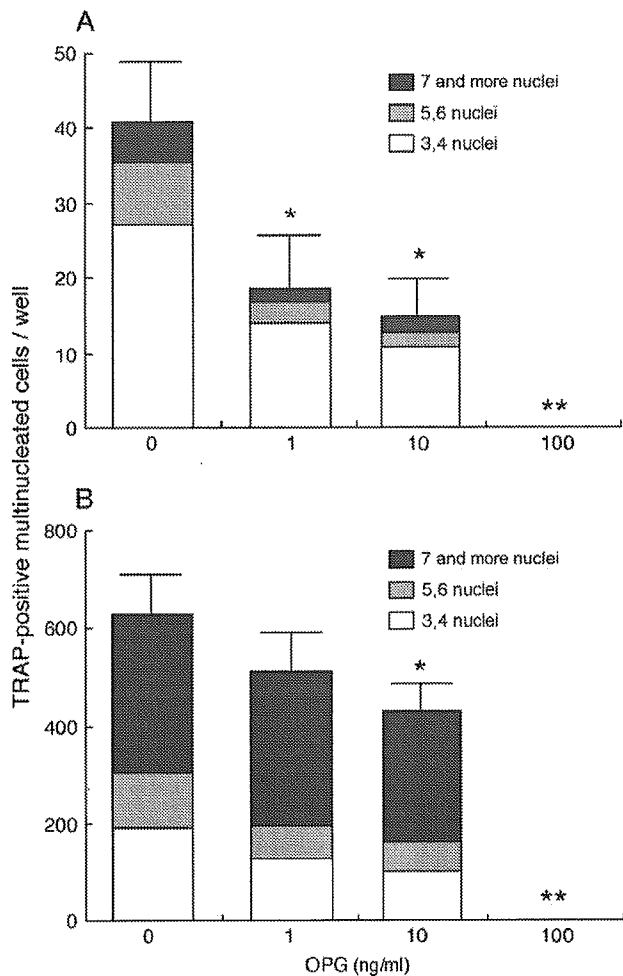 A
50
40
30
20
10
0
7 and more nuclei
5,6 nuclei
3,4 nuclei
*
*
**
0 1 10 100
TRAP-positive multinucleated cells / well
B
800
600
400
200
0
7 and more nuclei
5,6 nuclei
3,4 nuclei
*
**
0 1 10 100
OPG (ng/ml)